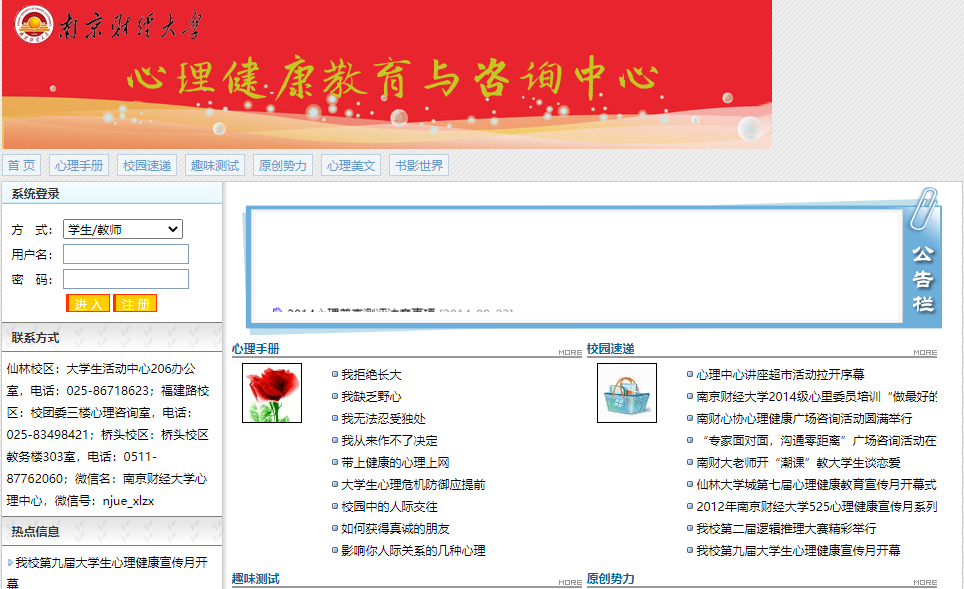 南京财经大学
心理健康教育与咨询中心
首 页 心理手册 校园速递 趣味测试 原创势力 心理美文 书影世界
系统登录
方 式： 学生/教师
用户名：
密 码：
进 入 注 册
联系方式
仙林校区：大学生活动中心206办公
室，电话：025-86718623；福建路校
区：校团委三楼心理咨询室，电话：
025-83498421；桥头校区：桥头校区
教务楼303室，电话：0511-
87762060；微信名：南京财经大学心
理中心，微信号：njue_xlzx
热点信息
我校第九届大学生心理健康宣传月开
幕
公告栏
心理手册 MORE
我拒绝长大
我缺乏野心
我无法忍受独处
我从来作不了决定
带上健康的心理上网
大学生心理危机防御应提前
校园中的人际交往
如何获得真诚的朋友
影响你人际关系的几种心理
校园速递 MORE
心理中心讲座超市活动拉开序幕
南京财经大学2014级心里委员培训“做最好的
南财心协心理健康广场咨询活动圆满举行
“专家面对面，沟通零距离”广场咨询活动在
南财大老师开“潮课”教大学生谈恋爱
仙林大学城第七届心理健康教育宣传月开幕式
2012年南京财经大学525心理健康宣传月系列
我校第二届逻辑推理大赛精彩举行
我校第九届大学生心理健康宣传月开幕
趣味测试 MORE
原创势力 MORE